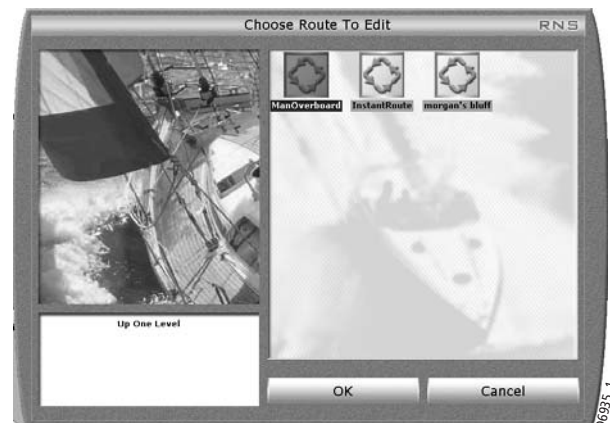 Choose Route To Edit
RNS
ManOverboard
InstantRoute
morgan's bluff
Up One Level
OK
Cancel